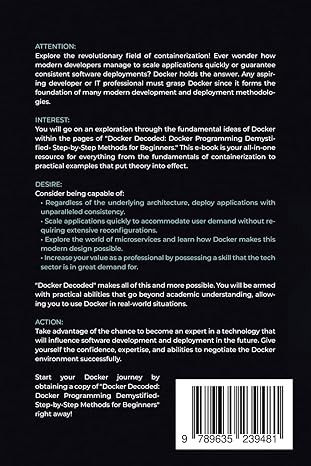 ATTENTION:
Explore the revolutionary field of containerization! Ever wonder how
modern developers manage to scale applications quickly or guarantee
consistent software deployments? Docker holds the answer. Any aspi-
ring developer or IT professional must grasp Docker since it forms the
foundation of many modern development and deployment methodolo-
gies.
INTEREST:
You will go on an exploration through the fundamental ideas of Docker
within the pages of "Docker Decoded: Docker Programming Demysti-
fied- Step-by-Step Methods for Beginners." This e-book is your all-in-one
resource for everything from the fundamentals of containerization to
practical examples that put theory into effect.
DESIRE:
Consider being capable of:
• Regardless of the underlying architecture, deploy applications with
unparalleled consistency.
• Scale applications quickly to accommodate user demand without re-
quiring extensive reconfigurations.
• Explore the world of microservices and learn how Docker makes this
modern design possible.
• Increase your value as a professional by possessing a skill that the tech
sector is in great demand for.
"Docker Decoded" makes all of this and more possible. You will be armed
with practical abilities that go beyond academic understanding, allow-
ing you to use Docker in real-world situations.
ACTION:
Take advantage of the chance to become an expert in a technology that
will influence software development and deployment in the future. Give
yourself the confidence, expertise, and abilities to negotiate the Docker
environment successfully.
Start your Docker journey by
obtaining a copy of "Docker Decoded:
Docker Programming Demystified-
Step-by-Step Methods for Beginners"
right away!
9 789635 239481